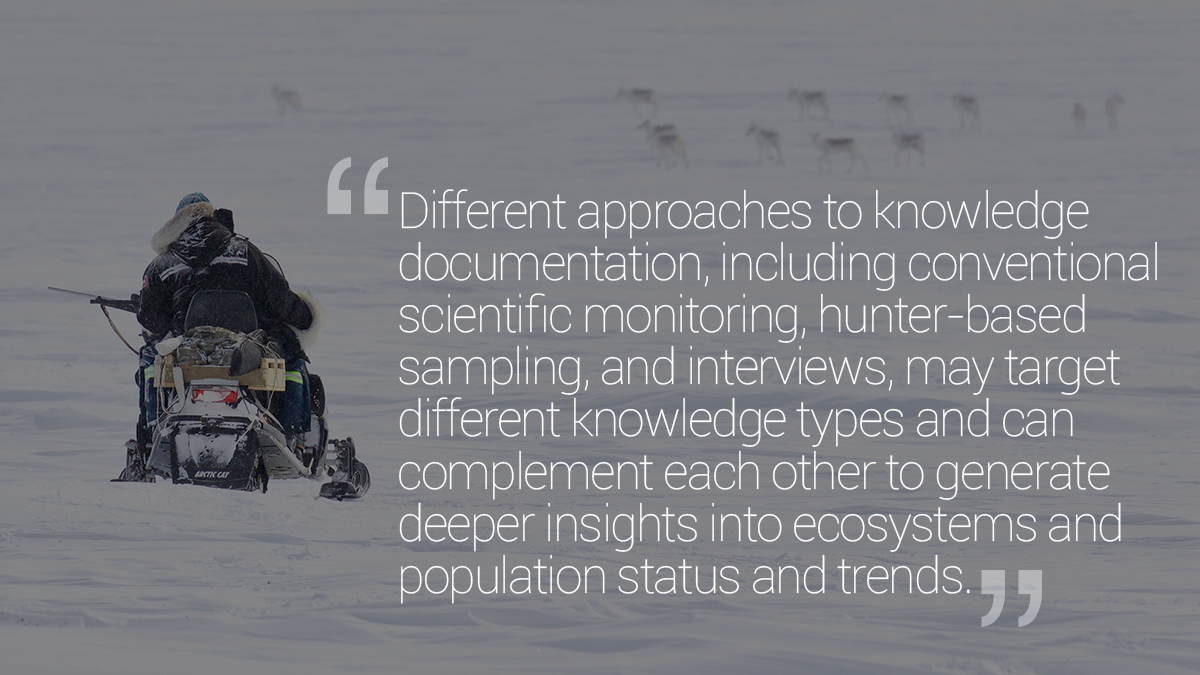 “Different approaches to knowledge
documentation, including conventional
scientific monitoring, hunter-based
sampling, and interviews, may target
different knowledge types and can
complement each other to generate
deeper insights into ecosystems and
population status and trends.”
ARCTIC CAT